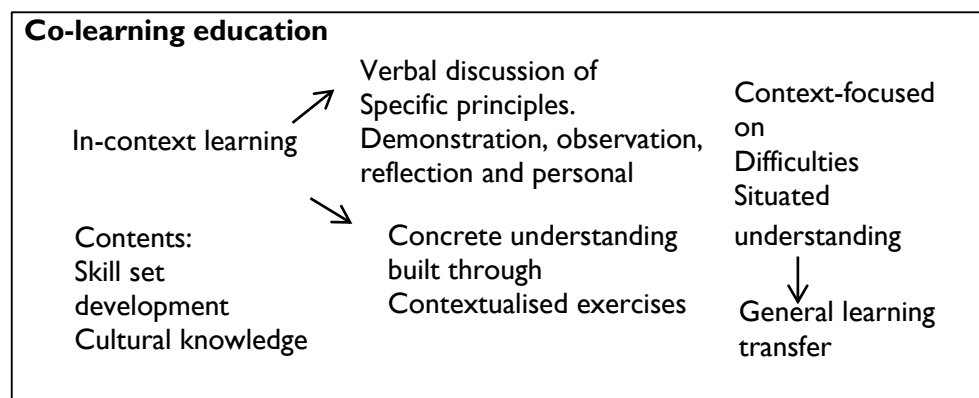 Co-learning education
In-context learning
Verbal discussion of
Specific principles.
Demonstration, observation,
reflection and personal
Context-focused
on
Difficulties
Situated
understanding
Contents:
Skill set
development
Cultural knowledge
Concrete understanding
built through
Contextualised exercises
General learning
transfer